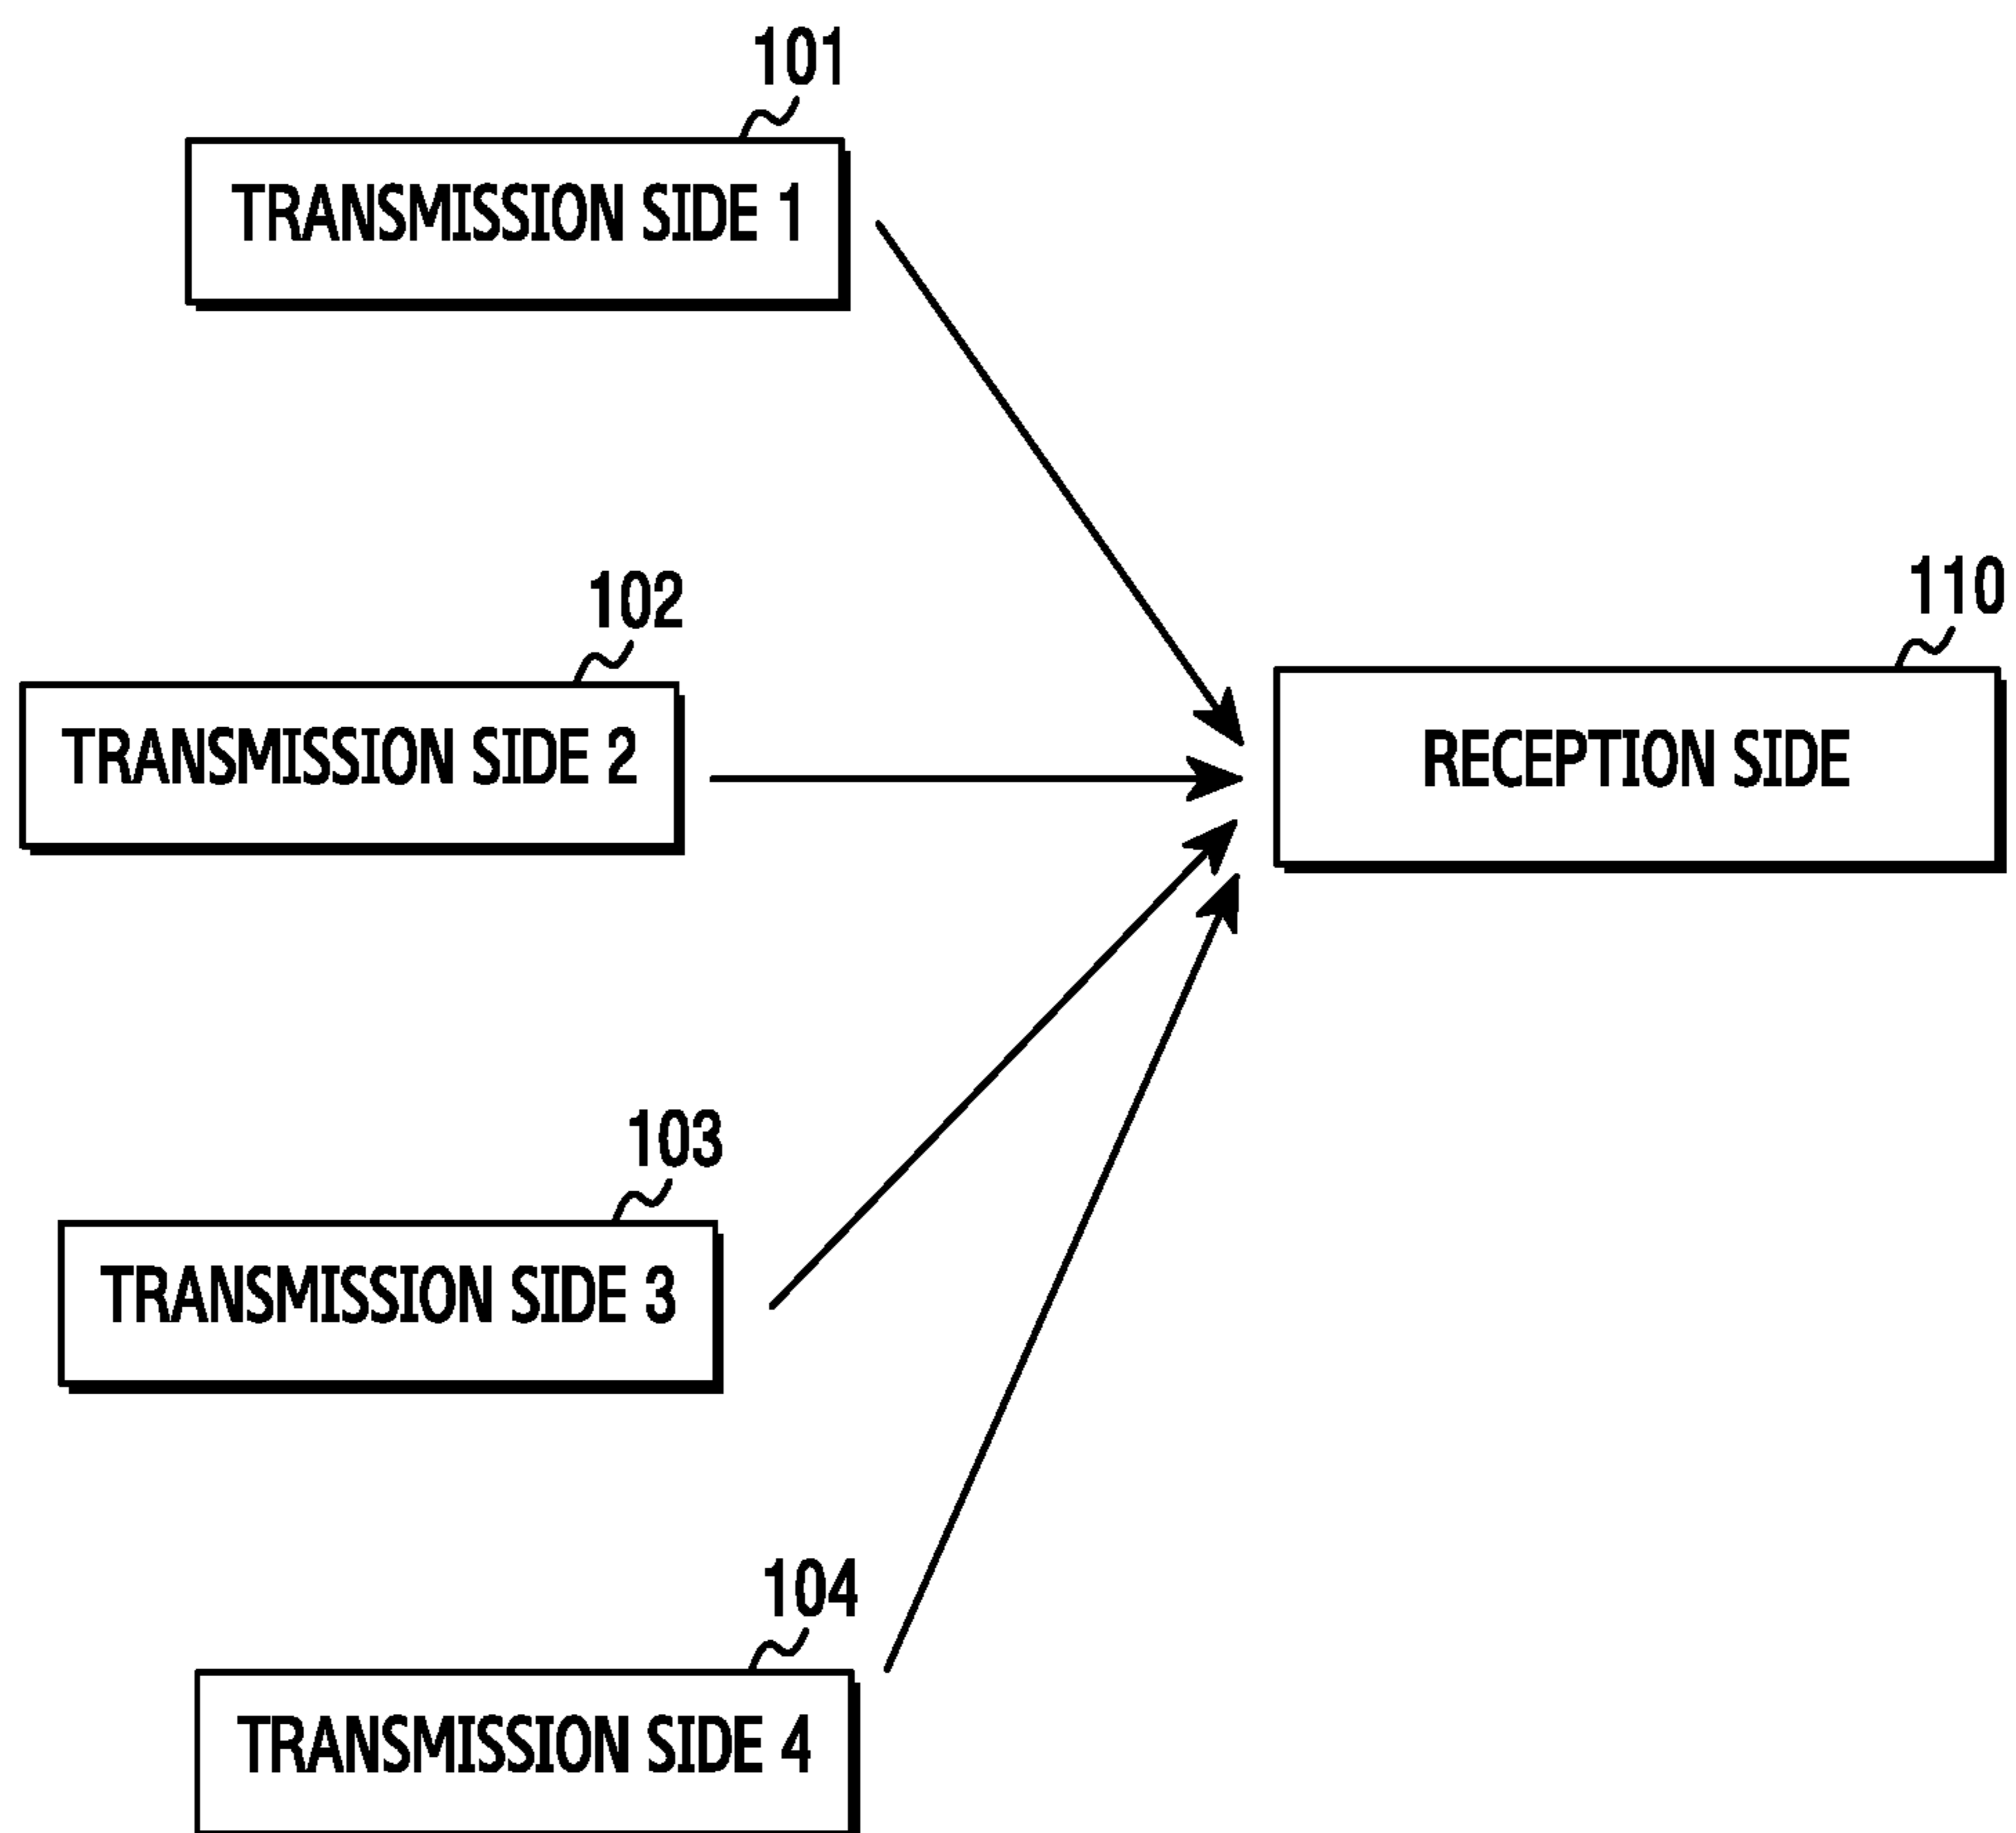 101
TRANSMISSION SIDE 1
102
TRANSMISSION SIDE 2
110
RECEPTION SIDE
103
TRANSMISSION SIDE 3
104
TRANSMISSION SIDE 4